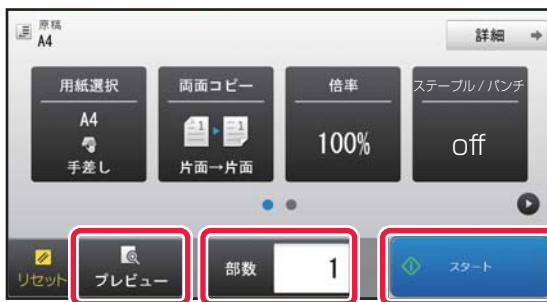 原稿
A4
詳細
用紙選択
A4
手差し
両面コピー
1
1
片面→片面
倍率
100%
ステープル / パンチ
off
リセット
プレビュー
部数
1
スタート